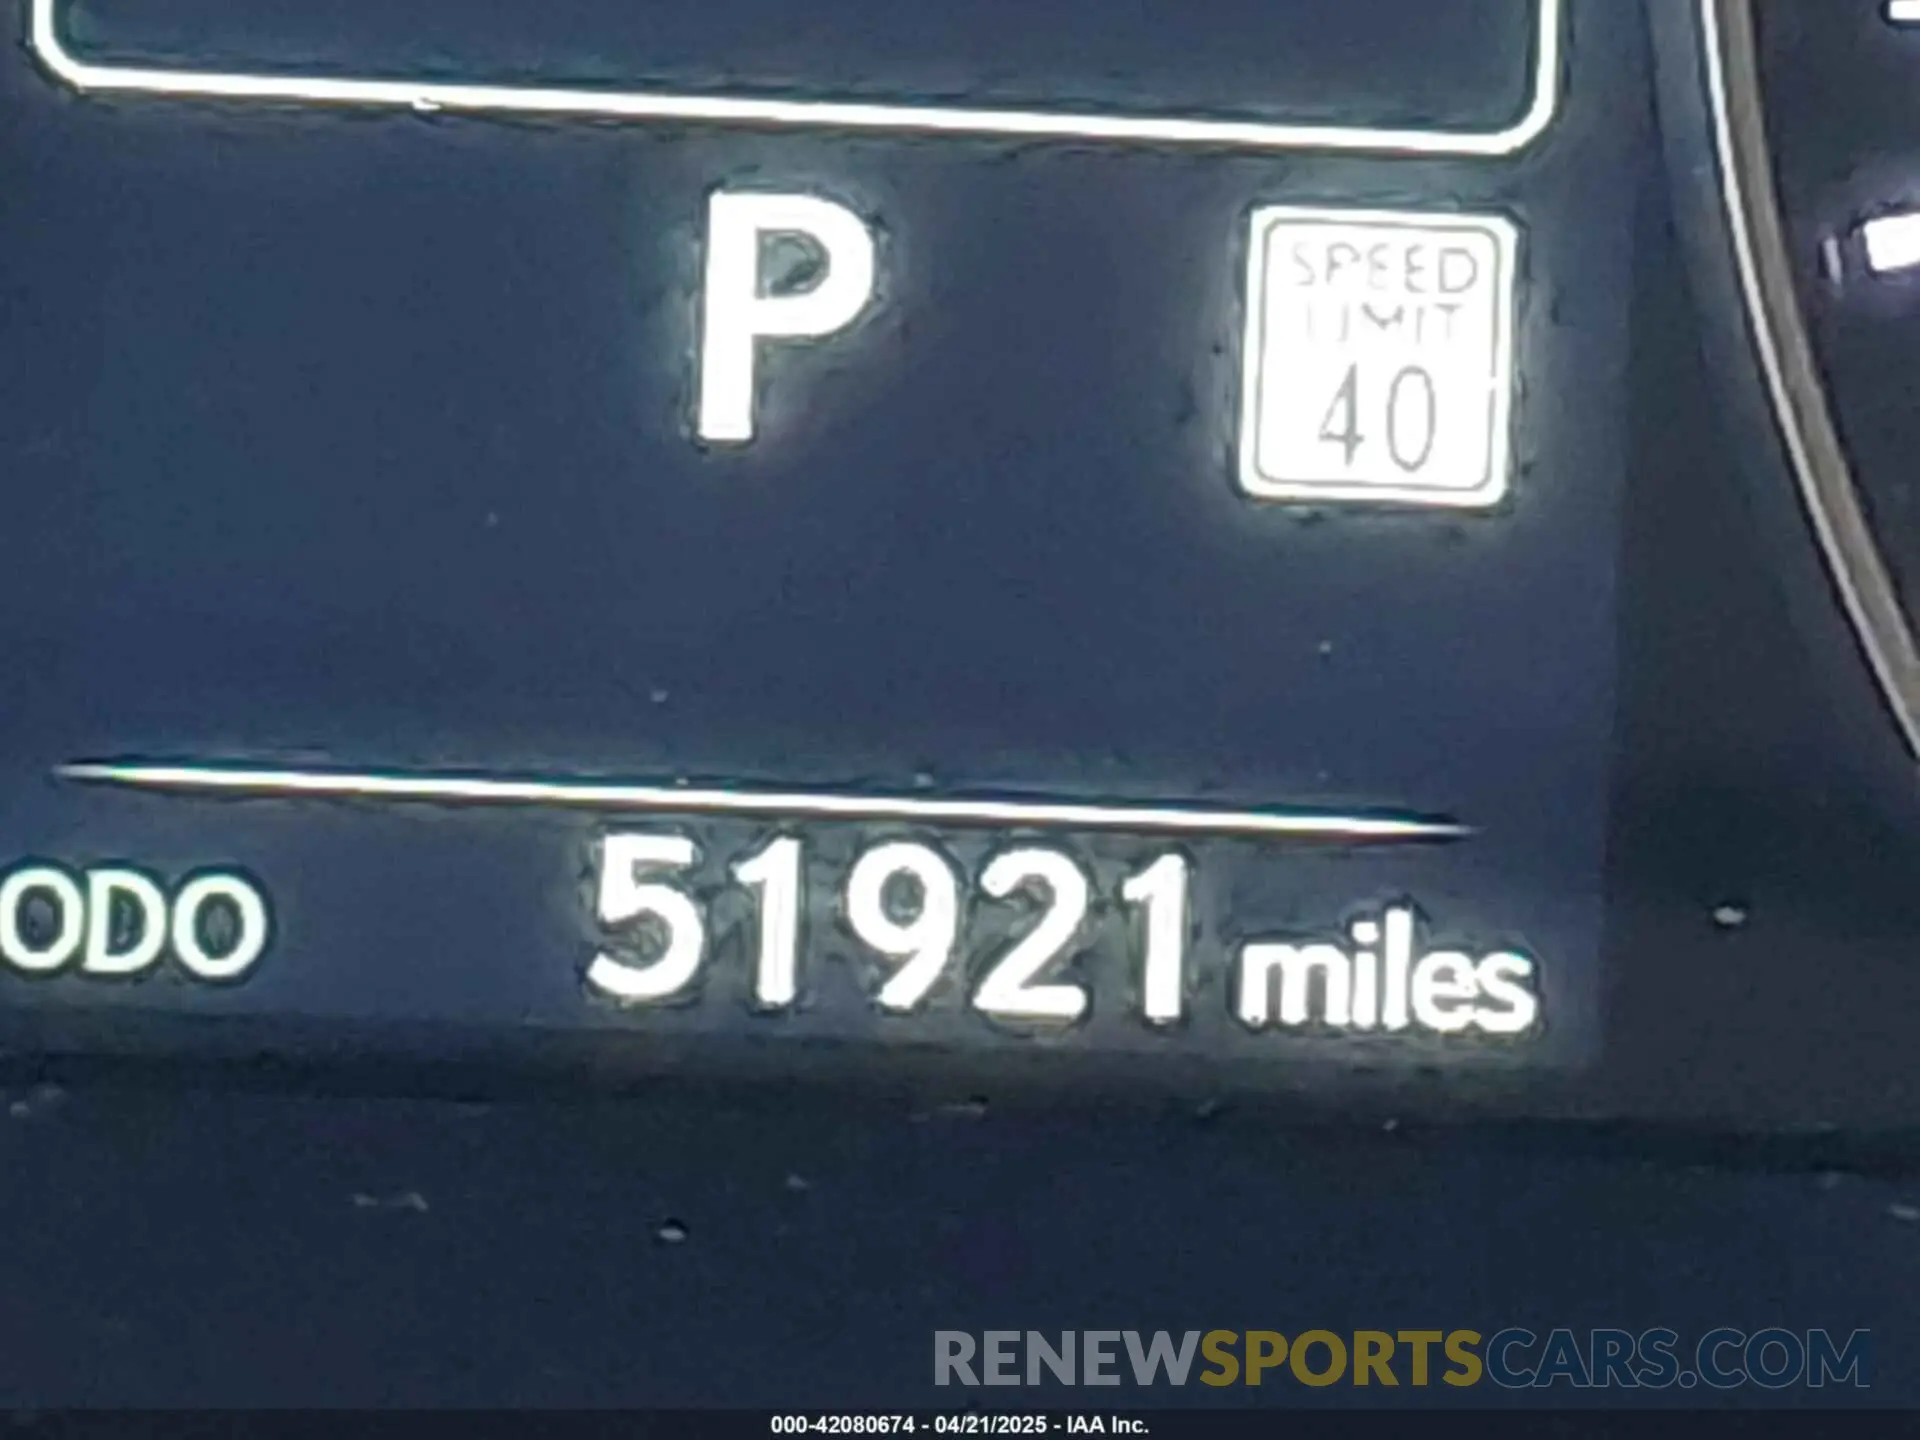 P
SPEED
LIMIT
40
ODO 51921 miles
RENEWSPORTSCARS.COM
000-42080674 - 04/21/2025 - IAA Inc.